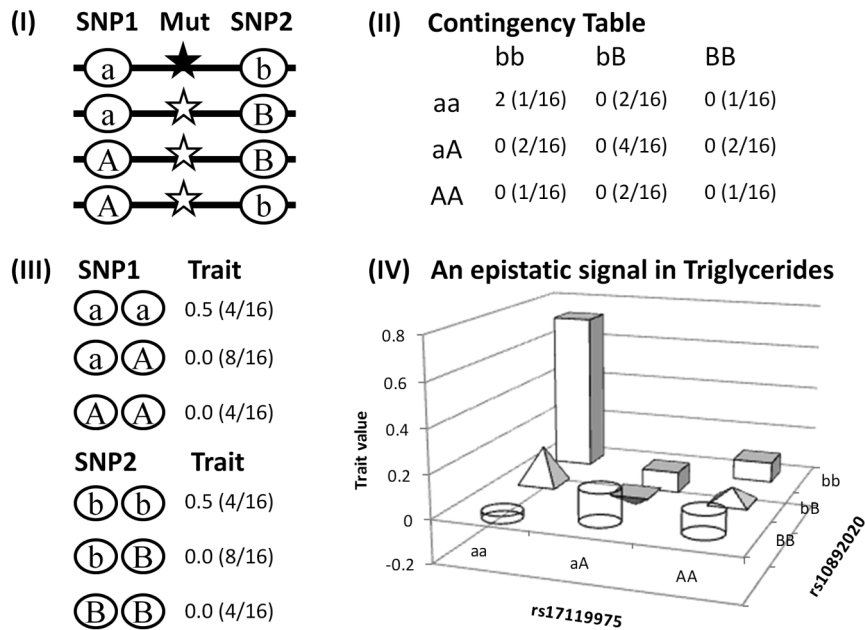 (I) SNP1 Mut SNP2
a b
a B
A B
A b
(II) Contingency Table
bb bB BB
aa 2 (1/16) 0 (2/16) 0 (1/16)
aA 0 (2/16) 0 (4/16) 0 (2/16)
AA 0 (1/16) 0 (2/16) 0 (1/16)
(III) SNP1 Trait
a a 0.5 (4/16)
a A 0.0 (8/16)
A A 0.0 (4/16)
SNP2 Trait
b b 0.5 (4/16)
b B 0.0 (8/16)
B B 0.0 (4/16)
(IV) An epistatic signal in Triglycerides
Trait value
0.8
0.6
0.4
0.2
0
-0.2
aa
aA
AA
rs17119975
BB
bB
bb
rs10892020